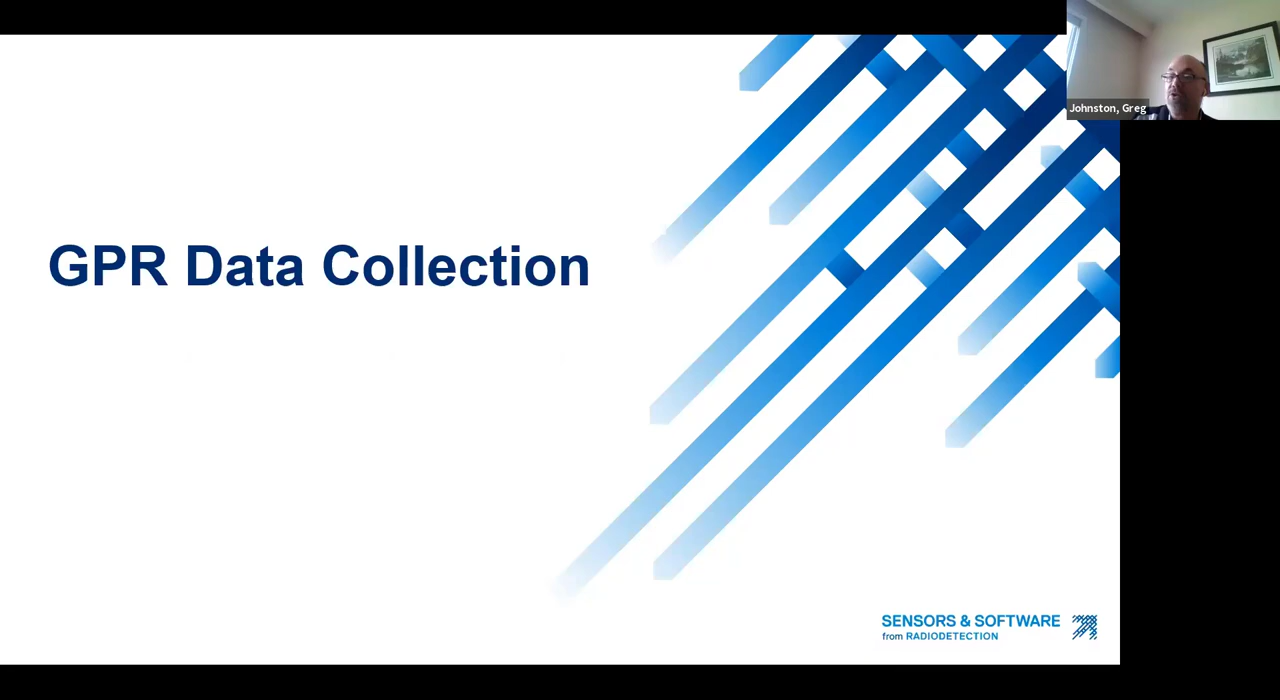 Johnston, Greg
GPR Data Collection
SENSORS & SOFTWARE
from RADIODETECTION